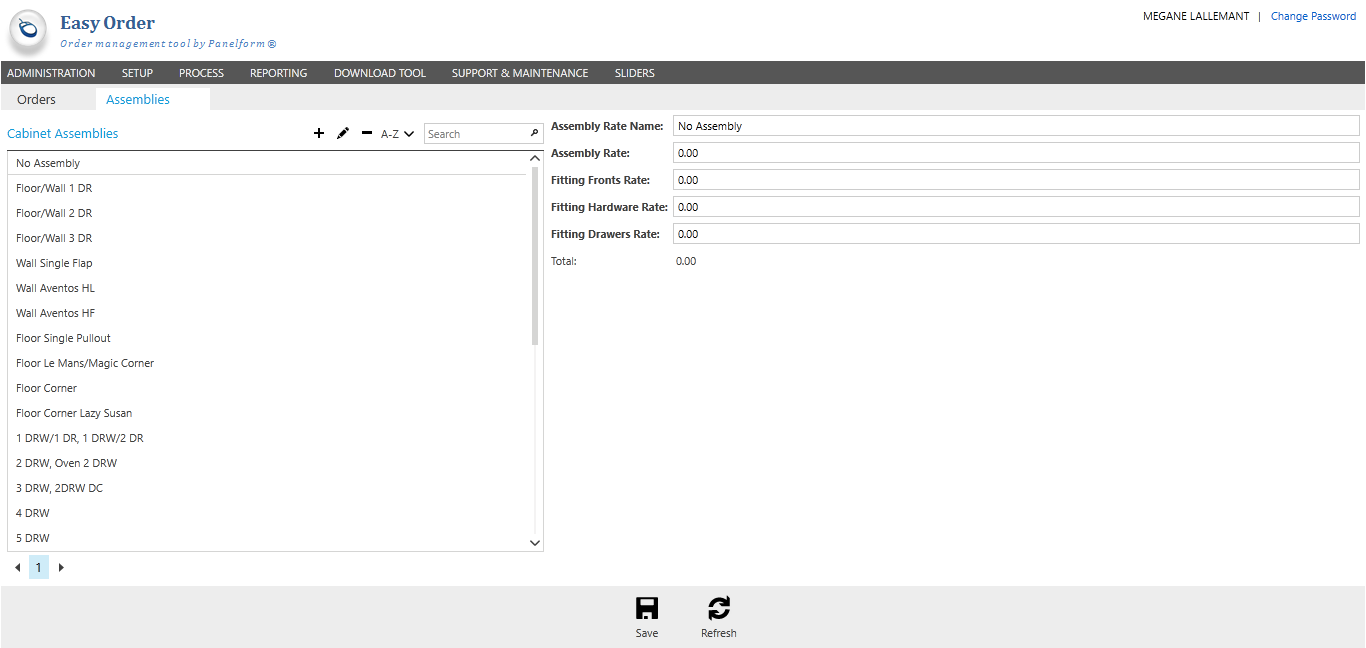 Easy Order
Order management tool by Panelform®
MEGANE LALLEMANT | Change Password
ADMINISTRATION SETUP PROCESS REPORTING DOWNLOAD TOOL SUPPORT & MAINTENANCE SLIDERS
Orders Assemblies
Cabinet Assemblies A-Z Search
No Assembly
Floor/Wall 1 DR
Floor/Wall 2 DR
Floor/Wall 3 DR
Wall Single Flap
Wall Aventos HL
Wall Aventos HF
Floor Single Pullout
Floor Le Mans/Magic Corner
Floor Corner
Floor Corner Lazy Susan
1 DRW/1 DR, 1 DRW/2 DR
2 DRW, Oven 2 DRW
3 DRW, 2DRW DC
4 DRW
5 DRW
1
Assembly Rate Name: No Assembly
Assembly Rate: 0.00
Fitting Fronts Rate: 0.00
Fitting Hardware Rate: 0.00
Fitting Drawers Rate: 0.00
Total: 0.00
Save Refresh